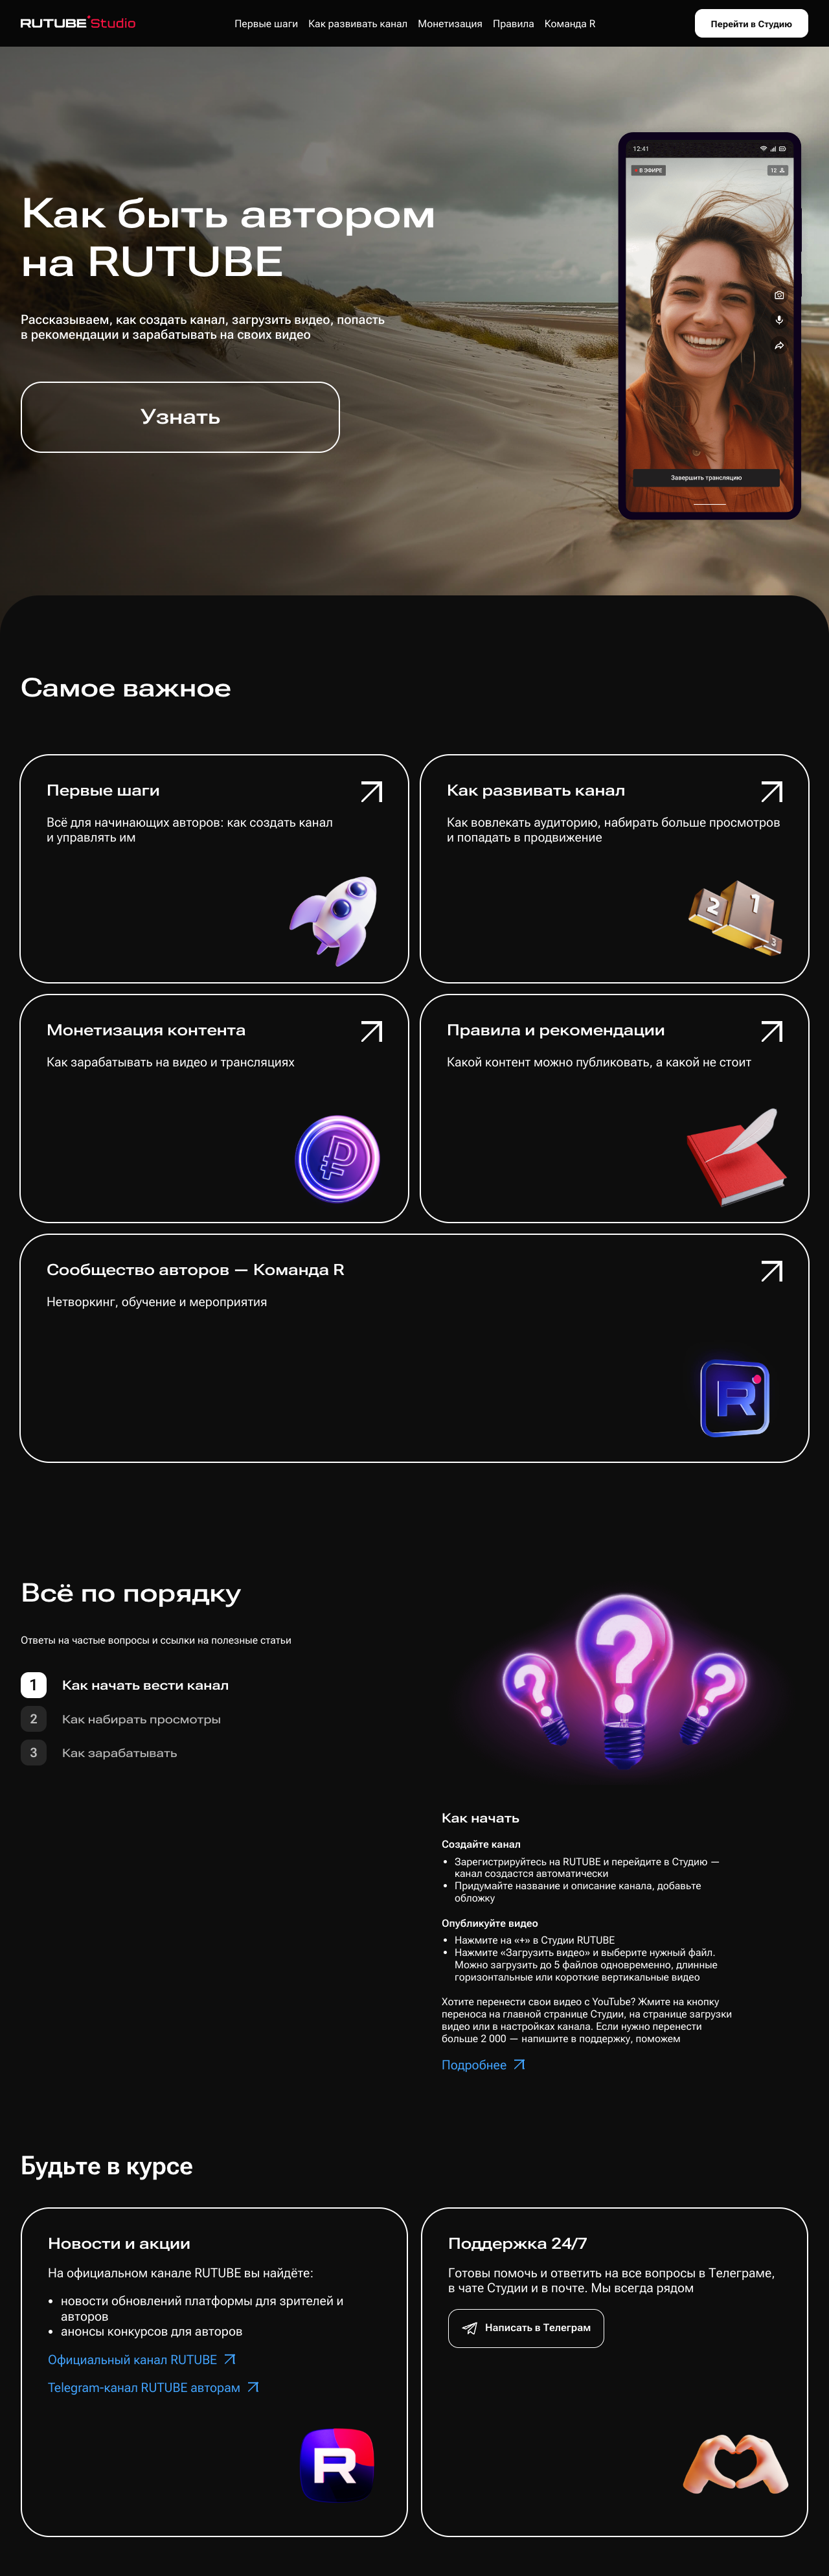 RUTUBE Studio
Первые шаги Как развивать канал Монетизация Правила Команда R
Перейти в Студию
12:41
В ЭФИРЕ
12
Как быть автором
на RUTUBE
Рассказываем, как создать канал, загрузить видео, попасть
в рекомендации и зарабатывать на своих видео
Узнать
Завершить трансляцию
Самое важное
Первые шаги
Всё для начинающих авторов: как создать канал
и управлять им
Как развивать канал
Как вовлекать аудиторию, набирать больше просмотров
и попадать в продвижение
2
1
3
Монетизация контента
Как зарабатывать на видео и трансляциях
₽
Правила и рекомендации
Какой контент можно публиковать, а какой не стоит
Сообщество авторов — Команда R
Нетворкинг, обучение и мероприятия
R
Всё по порядку
Ответы на частые вопросы и ссылки на полезные статьи
1 Как начать вести канал
2 Как набирать просмотры
3 Как зарабатывать
? ? ?
Как начать
Создайте канал
• Зарегистрируйтесь на RUTUBE и перейдите в Студию —
канал создастся автоматически
• Придумайте название и описание канала, добавьте
обложку
Опубликуйте видео
• Нажмите на «+» в Студии RUTUBE
• Нажмите «Загрузить видео» и выберите нужный файл.
Можно загрузить до 5 файлов одновременно, длинные
горизонтальные или короткие вертикальные видео
Хотите перенести свои видео с YouTube? Жмите на кнопку
переноса на главной странице Студии, на странице загрузки
видео или в настройках канала. Если нужно перенести
больше 2 000 — напишите в поддержку, поможем
Подробнее
Будьте в курсе
Новости и акции
На официальном канале RUTUBE вы найдёте:
• новости обновлений платформы для зрителей и
авторов
• анонсы конкурсов для авторов
Официальный канал RUTUBE
Telegram-канал RUTUBE авторам
R
Поддержка 24/7
Готовы помочь и ответить на все вопросы в Телеграме,
в чате Студии и в почте. Мы всегда рядом
Написать в Телеграм